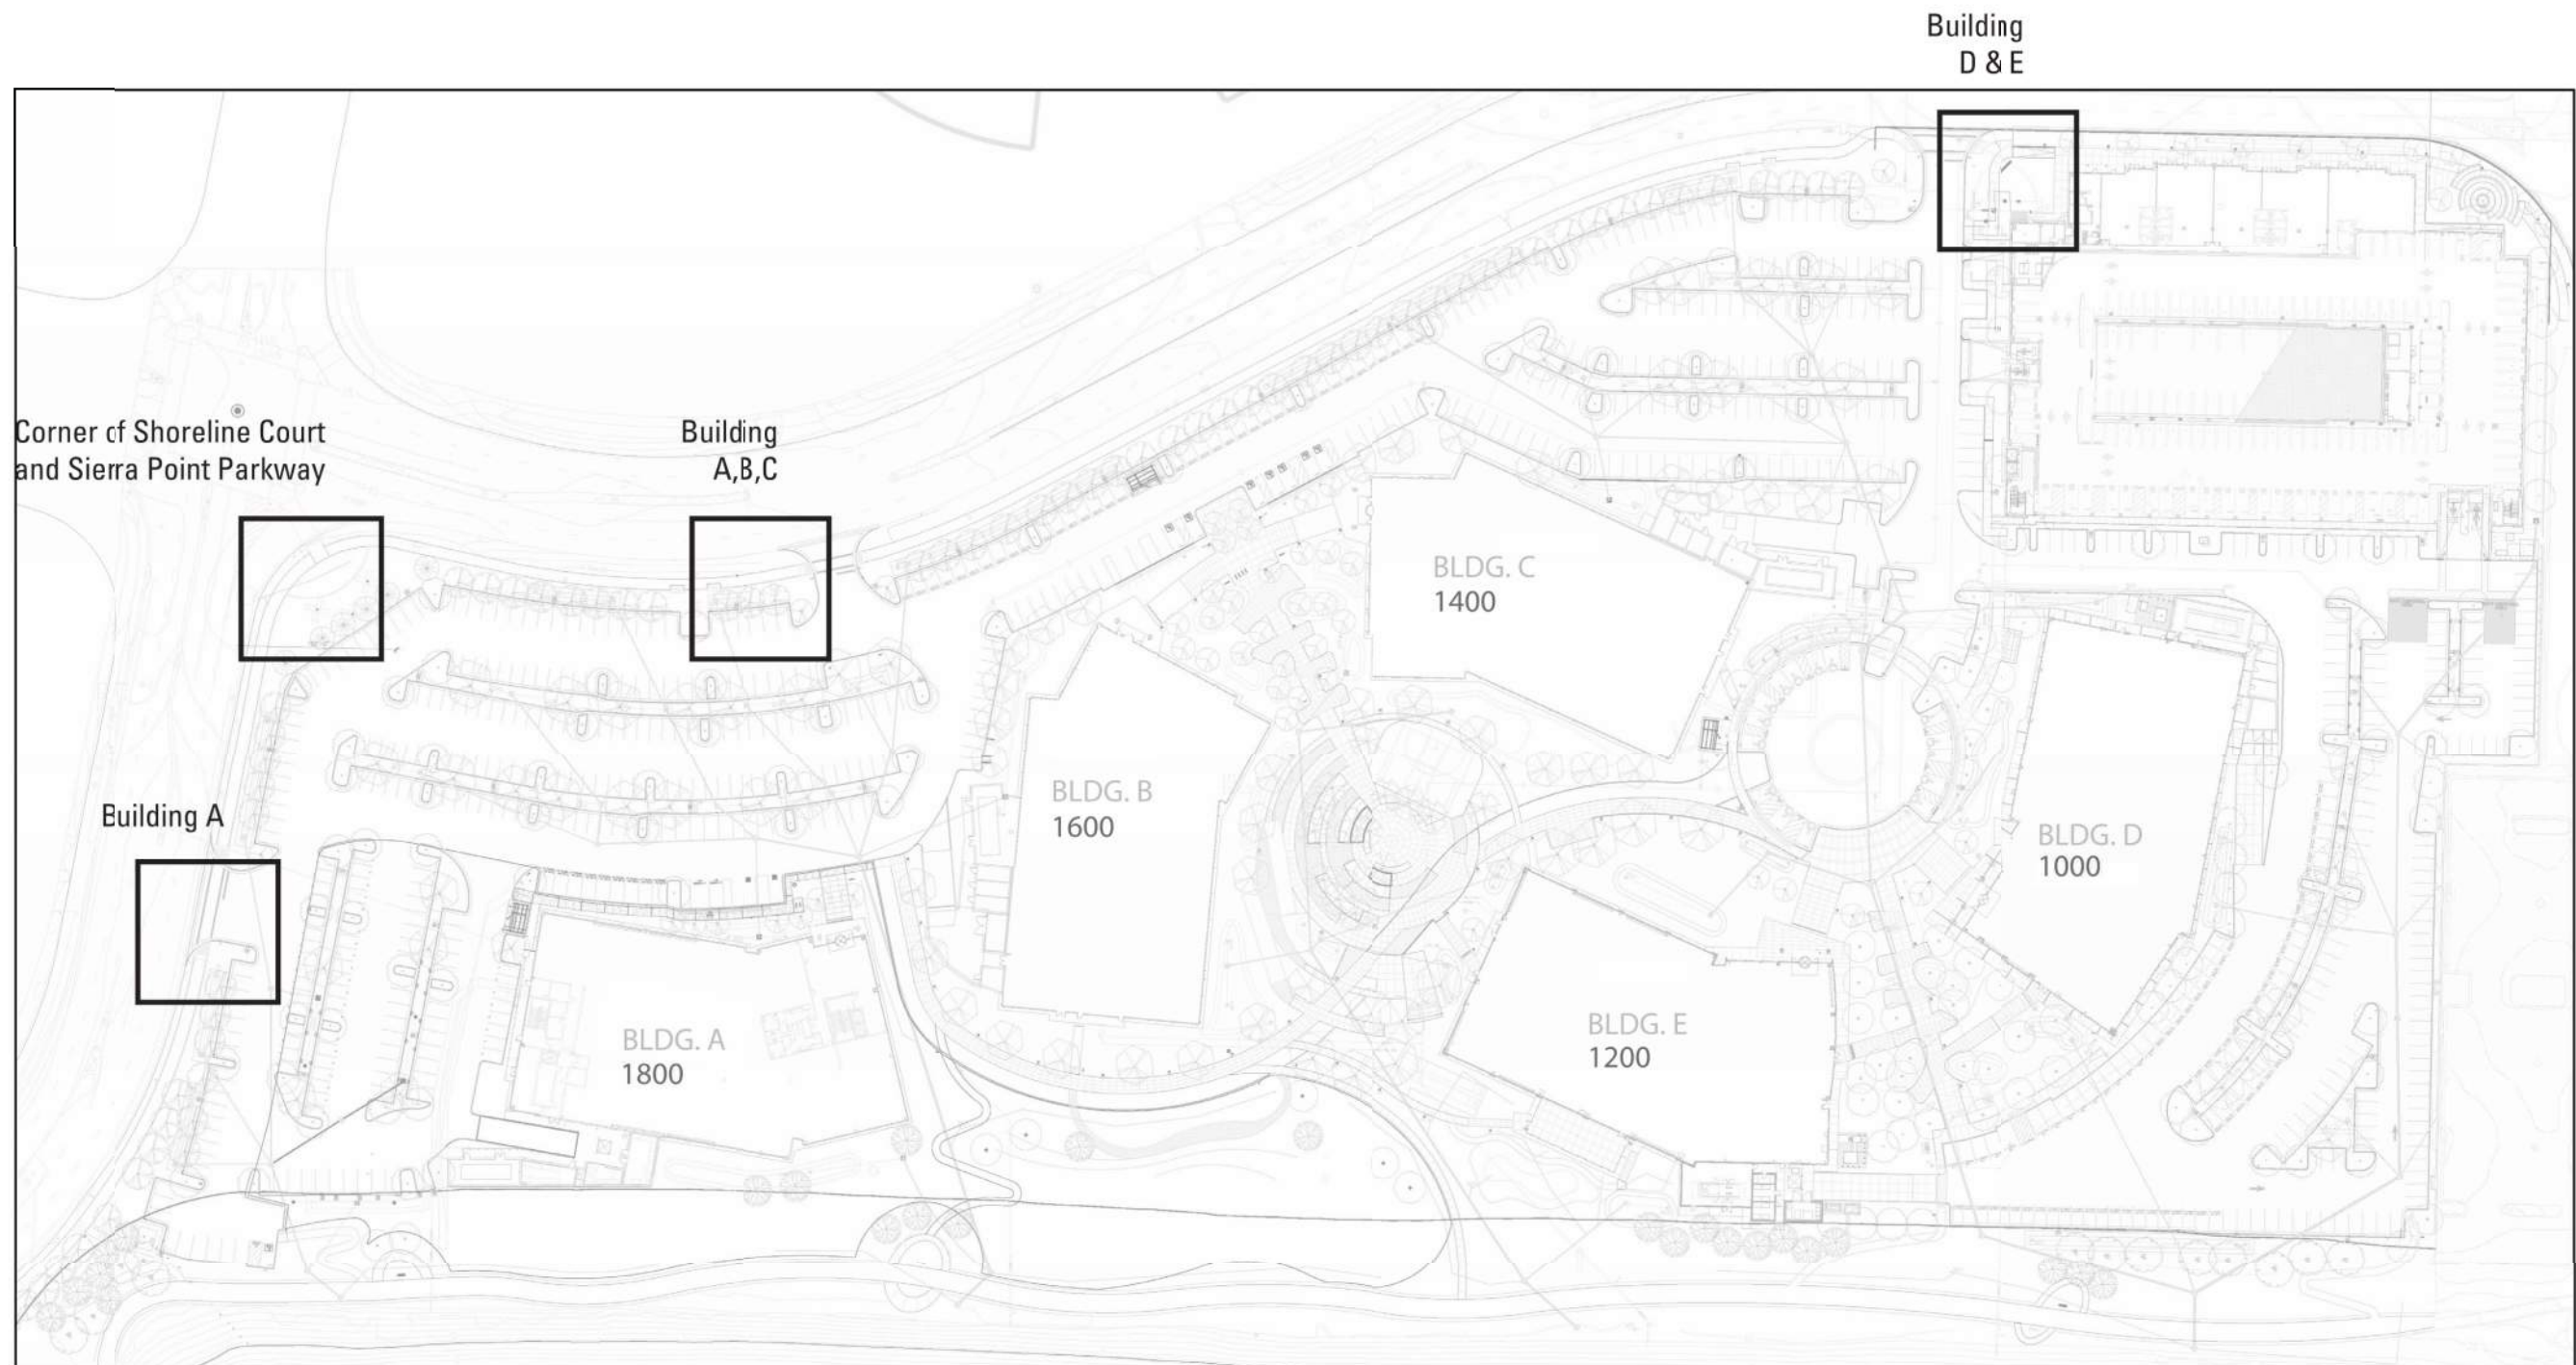 Building
D & E
Corner of Shoreline Court
and Sierra Point Parkway
Building
A,B,C
BLDG. C
1400
BLDG. B
1600
Building A
BLDG. D
1000
BLDG. A
1800
BLDG. E
1200